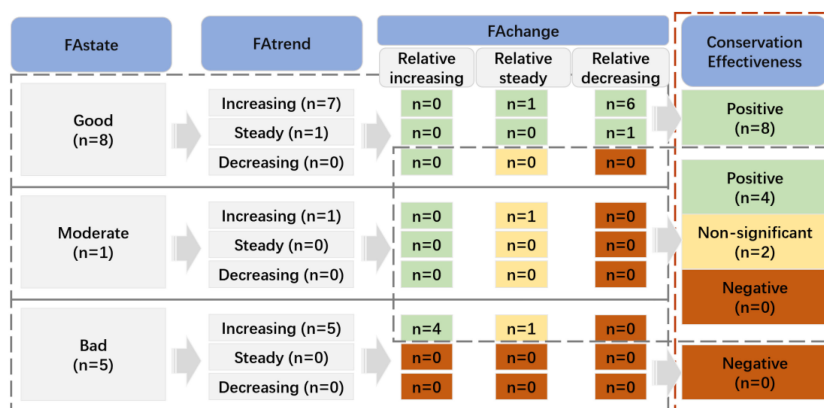 FAstate
FAtrend
FAchange
Conservation
Effectiveness
Relative
increasing
Relative
steady
Relative
decreasing
Good
(n=8)
Increasing (n=7)
n=0
n=1
n=6
Steady (n=1)
n=0
n=0
n=1
Decreasing (n=0)
n=0
n=0
n=0
Positive
(n=8)
Moderate
(n=1)
Increasing (n=1)
n=0
n=1
n=0
Steady (n=0)
n=0
n=0
n=0
Decreasing (n=0)
n=0
n=0
n=0
Positive
(n=4)
Non-significant
(n=2)
Negative
(n=0)
Bad
(n=5)
Increasing (n=5)
n=4
n=1
n=0
Steady (n=0)
n=0
n=0
n=0
Decreasing (n=0)
n=0
n=0
n=0
Negative
(n=0)